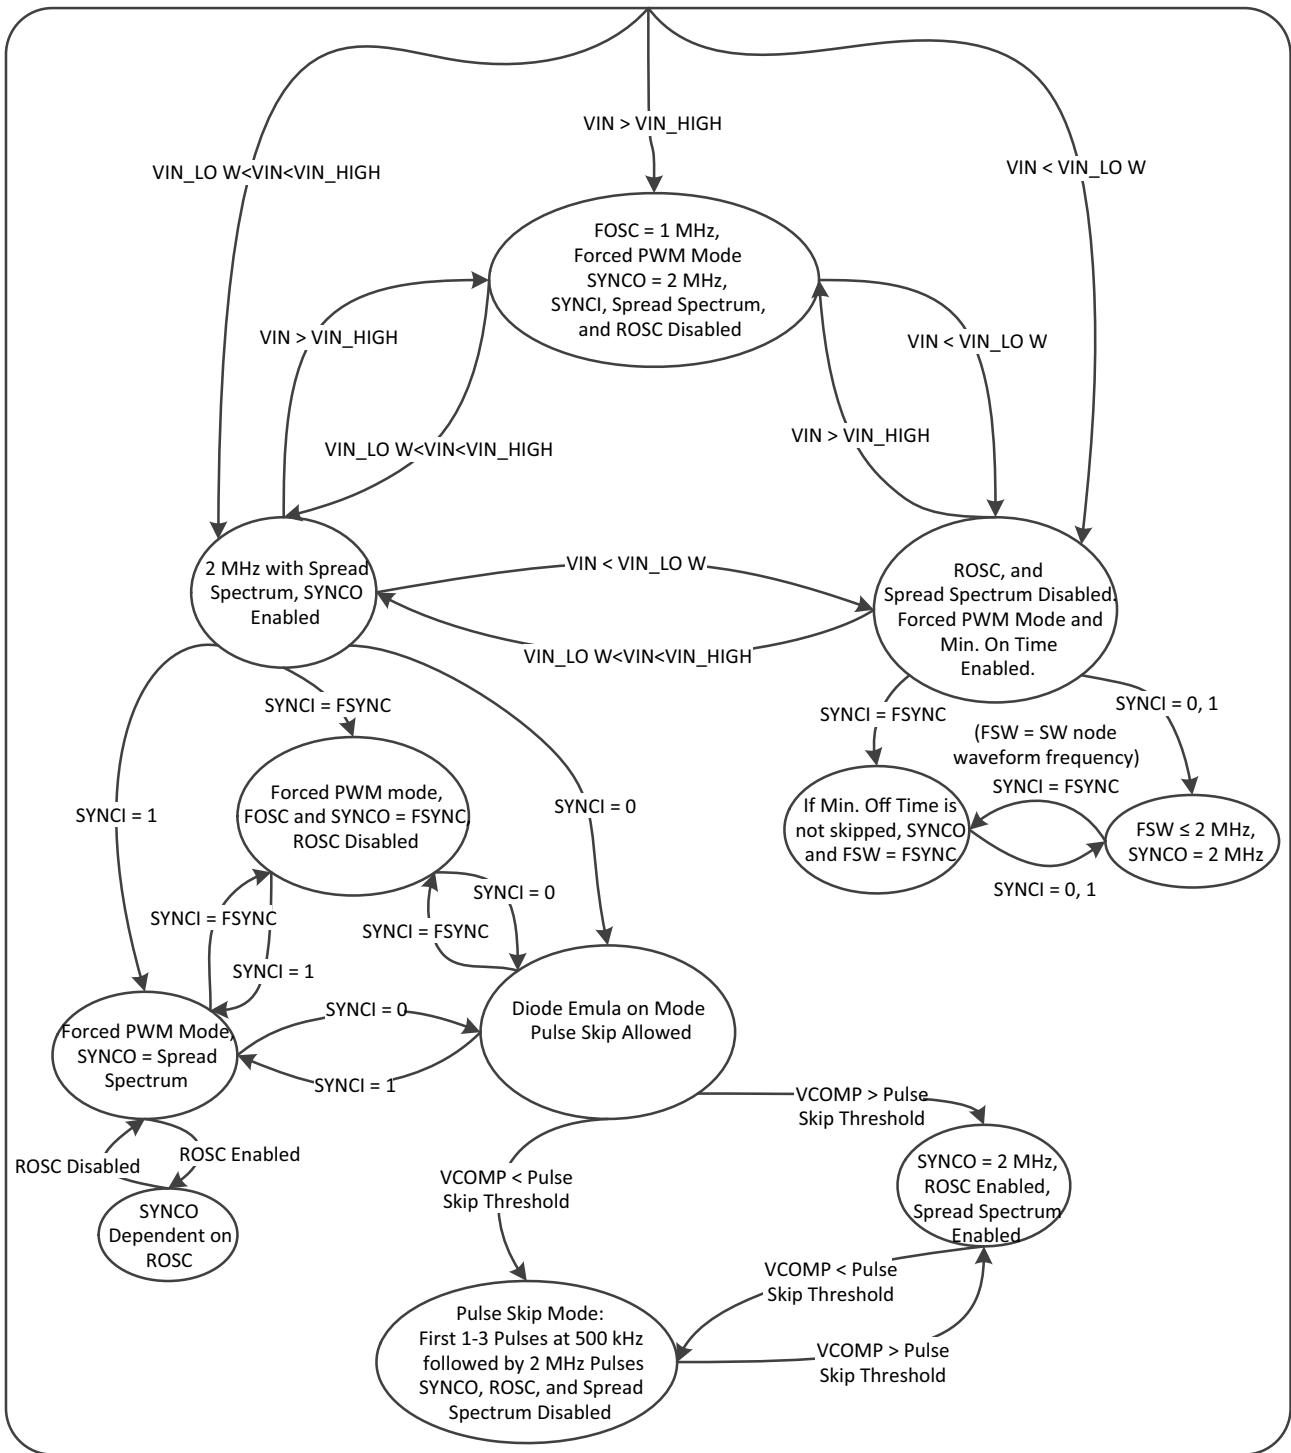 VIN > VIN_HIGH
VIN_LO W<VIN<VIN_HIGH
VIN < VIN_LO W
FOSC = 1 MHz,
Forced PWM Mode
SYNCO = 2 MHz,
SYNCI, Spread Spectrum,
and ROSC Disabled
VIN > VIN_HIGH
VIN < VIN_LO W
VIN_LO W<VIN<VIN_HIGH
VIN > VIN_HIGH
2 MHz with Spread
Spectrum, SYNCO
Enabled
VIN < VIN_LO W
VIN_LO W<VIN<VIN_HIGH
ROSC, and
Spread Spectrum Disabled.
Forced PWM Mode and
Min. On Time
Enabled.
SYNCI = FSYNC
SYNCI = FSYNC
SYNCI = 0, 1
(FSW = SW node
waveform frequency)
SYNCI = FSYNC
SYNCI = 1
Forced PWM mode,
FOSC and SYNCO = FSYNC,
ROSC Disabled
SYNCI = 0
If Min. Off Time is
not skipped, SYNCO
and FSW = FSYNC
FSW ≤ 2 MHz,
SYNCO = 2 MHz
SYNCI = 0, 1
SYNCI = 0
SYNCI = FSYNC
SYNCI = FSYNC
SYNCI = 1
SYNCI = 0
Diode Emula on Mode
Pulse Skip Allowed
Forced PWM Mode,
SYNCO = Spread
Spectrum
SYNCI = 1
VCOMP > Pulse
Skip Threshold
ROSC Disabled
ROSC Enabled
VCOMP < Pulse
Skip Threshold
SYNCO = 2 MHz,
ROSC Enabled,
Spread Spectrum
Enabled
SYNCO
Dependent on
ROSC
VCOMP < Pulse
Skip Threshold
Pulse Skip Mode:
First 1-3 Pulses at 500 kHz
followed by 2 MHz Pulses
SYNCO, ROSC, and Spread
Spectrum Disabled
VCOMP > Pulse
Skip Threshold